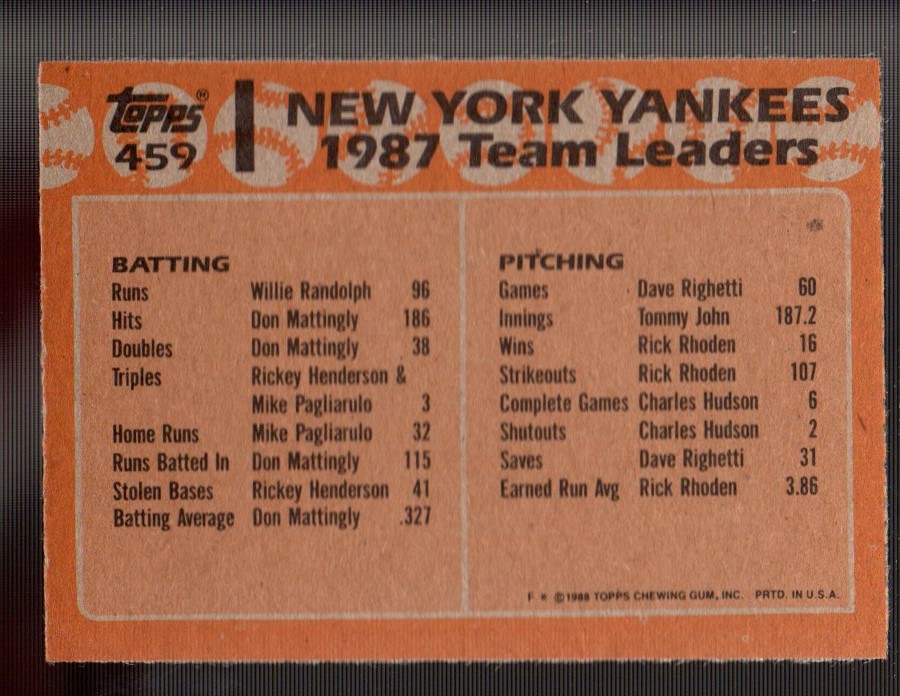 Topps®
459
NEW YORK YANKEES
1987 Team Leaders
BATTING
Runs Willie Randolph 96
Hits Don Mattingly 186
Doubles Don Mattingly 38
Triples Rickey Henderson &
Mike Pagliarulo 3
Home Runs Mike Pagliarulo 32
Runs Batted In Don Mattingly 115
Stolen Bases Rickey Henderson 41
Batting Average Don Mattingly .327
PITCHING
Games Dave Righetti 60
Innings Tommy John 187.2
Wins Rick Rhoden 16
Strikeouts Rick Rhoden 107
Complete Games Charles Hudson 6
Shutouts Charles Hudson 2
Saves Dave Righetti 31
Earned Run Avg Rick Rhoden 3.86
F * ©1988 TOPPS CHEWING GUM, INC. PRTD. IN U.S.A.